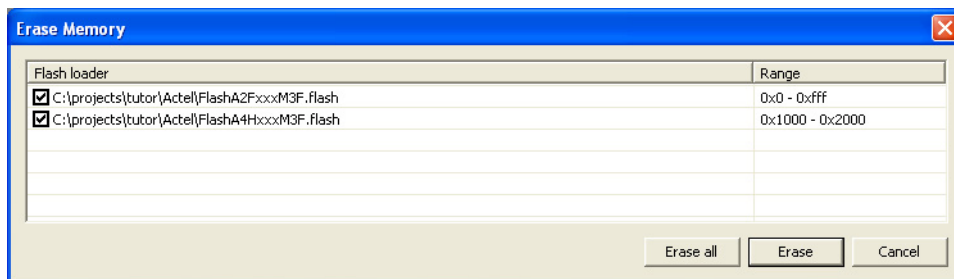 Erase Memory
Flash loader Range
C:\projects\tutor\Actel\FlashA2FxxxM3F.flash 0x0 - 0xfff
C:\projects\tutor\Actel\FlashA4HxxxM3F.flash 0x1000 - 0x2000
Erase all Erase Cancel